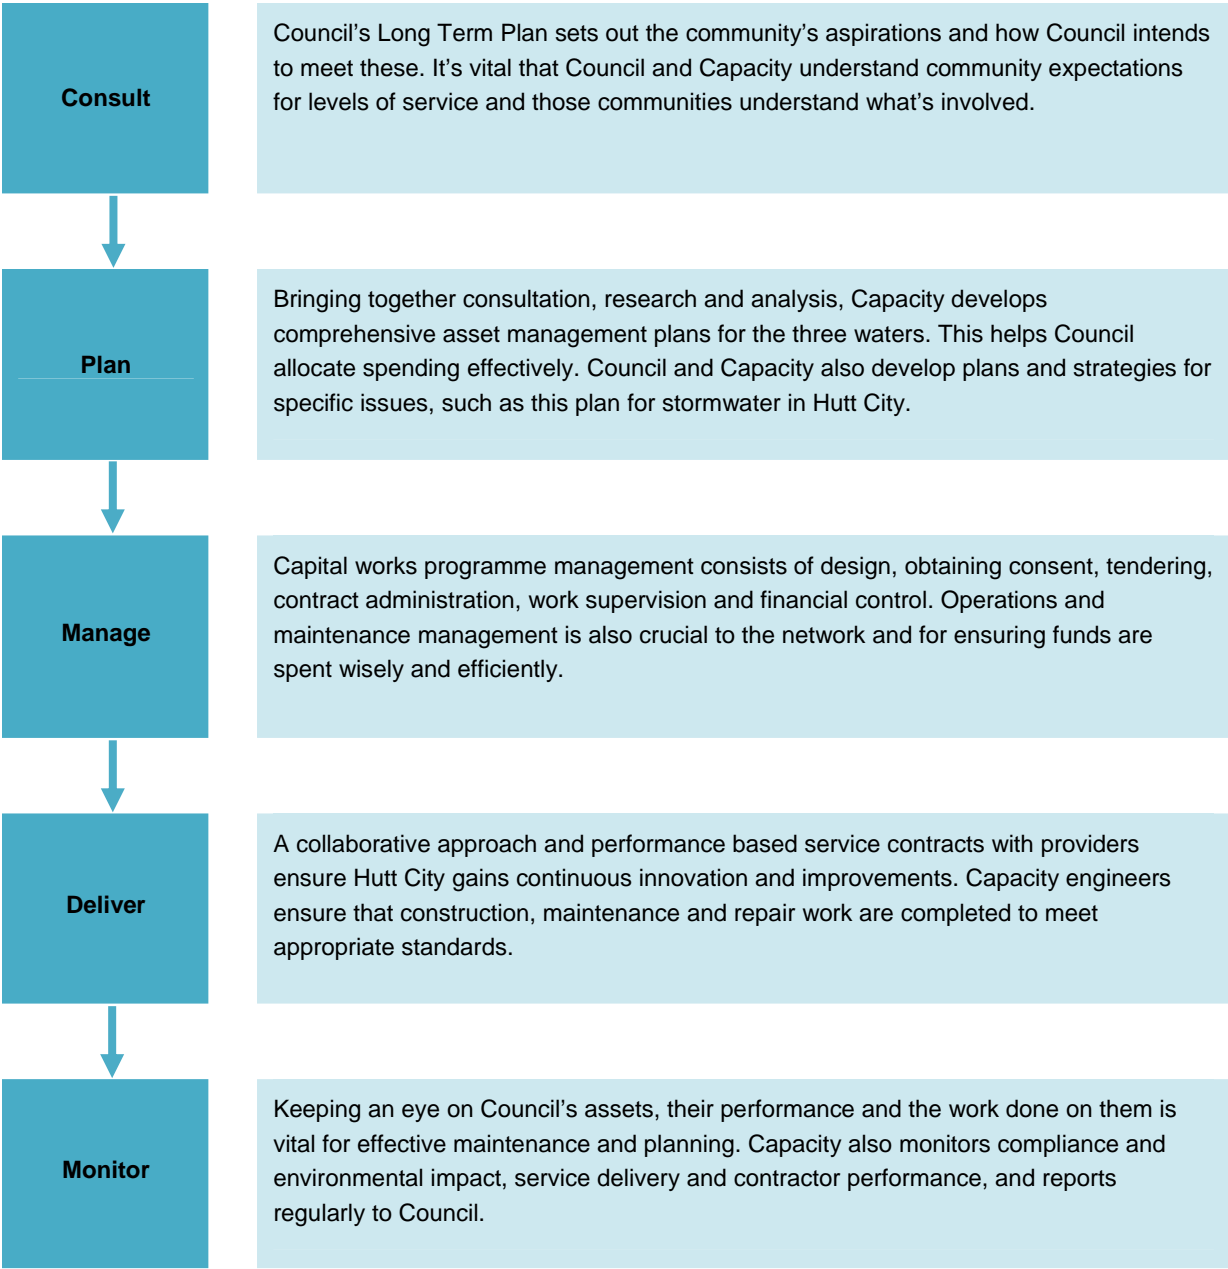 Consult
Council’s Long Term Plan sets out the community’s aspirations and how Council intends
to meet these. It’s vital that Council and Capacity understand community expectations
for levels of service and those communities understand what’s involved.
Plan
Bringing together consultation, research and analysis, Capacity develops
comprehensive asset management plans for the three waters. This helps Council
allocate spending effectively. Council and Capacity also develop plans and strategies for
specific issues, such as this plan for stormwater in Hutt City.
Manage
Capital works programme management consists of design, obtaining consent, tendering,
contract administration, work supervision and financial control. Operations and
maintenance management is also crucial to the network and for ensuring funds are
spent wisely and efficiently.
Deliver
A collaborative approach and performance based service contracts with providers
ensure Hutt City gains continuous innovation and improvements. Capacity engineers
ensure that construction, maintenance and repair work are completed to meet
appropriate standards.
Monitor
Keeping an eye on Council’s assets, their performance and the work done on them is
vital for effective maintenance and planning. Capacity also monitors compliance and
environmental impact, service delivery and contractor performance, and reports
regularly to Council.